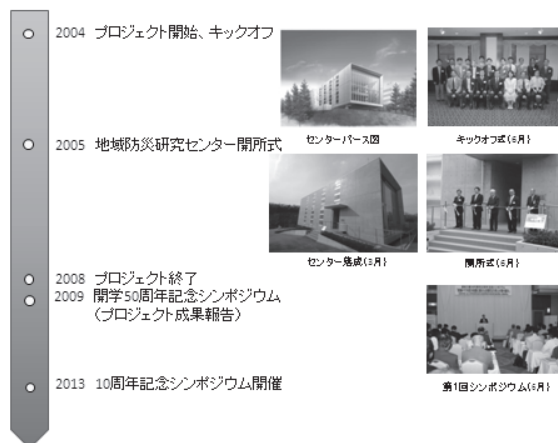 2004 プロジェクト開始、キックオフ
センターパース図
キックオフ式(6月)
2005 地域防災研究センター開所式
センター落成(3月)
開所式(6月)
2008 プロジェクト終了
2009 開学50周年記念シンポジウム
(プロジェクト成果報告)
第1回シンポジウム(6月)
2013 10周年記念シンポジウム開催